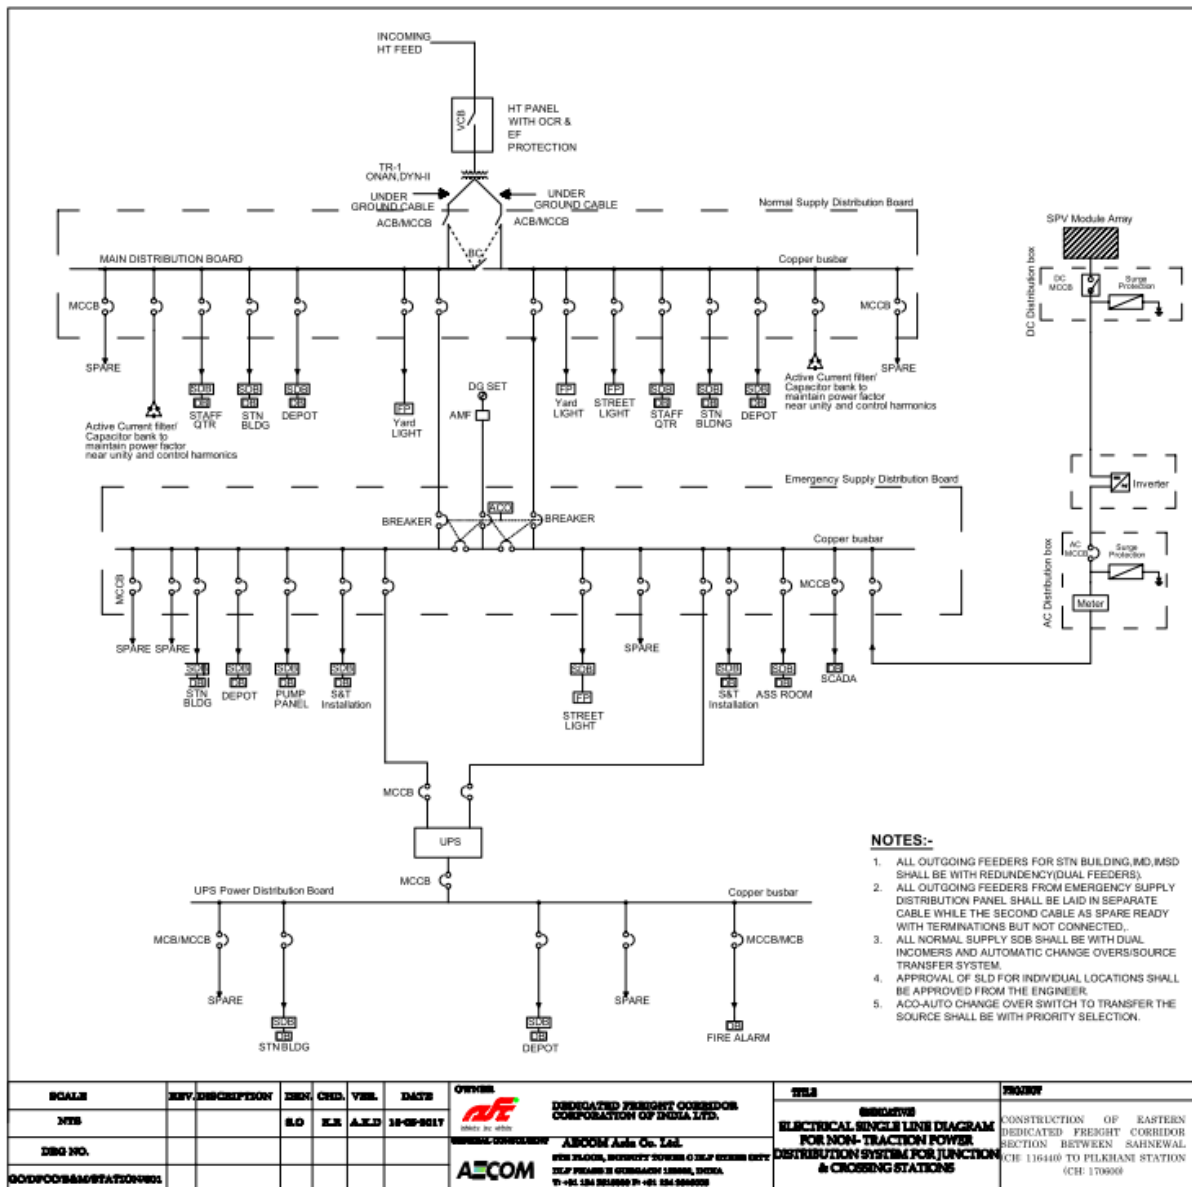 INCOMING
HT FEED
VCB
HT PANEL
WITH OCR &
EF
PROTECTION
TR-1
ONAN,DYN-II
UNDER
GROUND CABLE
UNDER
GROUND CABLE
ACB/MCCB
ACB/MCCB
Normal Supply Distribution Board
BC
MAIN DISTRIBUTION BOARD
Copper busbar
MCCB
MCCB
SPARE
SDB
DB
STAFF
QTR
SDB
DB
STN
BLDG
SDB
DB
DEPOT
FP
Yard
LIGHT
Active Current filter/
Capacitor bank to
maintain power factor
near unity and control harmonics
DG SET
AMF
FP
Yard
LIGHT
FP
STREET
LIGHT
SDB
DB
STAFF
QTR
SDB
DB
STN
BLDNG
SDB
DB
DEPOT
Active Current filter/
Capacitor bank to
maintain power factor
near unity and control harmonics
SPARE
SPV Module Array
DC Distribution box
DC
MCCB
Surge
Protection
Inverter
AC Distribution box
AC
MCCB
Surge
Protection
Meter
Emergency Supply Distribution Board
ACO
BREAKER
BREAKER
Copper busbar
MCCB
MCCB
SPARE
SPARE
SDB
DB
STN
BLDG
SDB
DB
DEPOT
SDB
DB
PUMP
PANEL
SDB
DB
S&T
Installation
SDB
FP
STREET
LIGHT
SPARE
SDB
DB
S&T
Installation
SDB
DB
ASS ROOM
DB
SCADA
MCCB
UPS
MCCB
UPS Power Distribution Board
Copper busbar
MCB/MCCB
MCCB/MCB
SPARE
SDB
DB
STNBLDG
SDB
DB
DEPOT
SPARE
DB
FIRE ALARM
NOTES:-
1. ALL OUTGOING FEEDERS FOR STN BUILDING,IMD,IMSD
SHALL BE WITH REDUNDENCY(DUAL FEEDERS).
2. ALL OUTGOING FEEDERS FROM EMERGENCY SUPPLY
DISTRIBUTION PANEL SHALL BE LAID IN SEPARATE
CABLE WHILE THE SECOND CABLE AS SPARE READY
WITH TERMINATIONS BUT NOT CONNECTED,.
3. ALL NORMAL SUPPLY SDB SHALL BE WITH DUAL
INCOMERS AND AUTOMATIC CHANGE OVERS/SOURCE
TRANSFER SYSTEM.
4. APPROVAL OF SLD FOR INDIVIDUAL LOCATIONS SHALL
BE APPROVED FROM THE ENGINEER.
5. ACO-AUTO CHANGE OVER SWITCH TO TRANSFER THE
SOURCE SHALL BE WITH PRIORITY SELECTION.
SCALE
REV. DESCRIPTION DEN. CHD. VER. DATE
NTS
S.O K.K A.K.D
DRG NO.
OWNER
DEDICATED FREIGHT CORRIDOR
CORPORATION OF INDIA LTD.
GENERAL CONSULTANT
AECOM
AECOM Asia Co. Ltd.
TITLE
INDICATIVE
ELECTRICAL SINGLE LINE DIAGRAM
FOR NON- TRACTION POWER
DISTRIBUTION SYSTEM FOR JUNCTION
& CROSSING STATIONS
PROJECT
CONSTRUCTION OF EASTERN
DEDICATED FREIGHT CORRIDOR
SECTION BETWEEN SAHNEWAL
(CH: 116440) TO PILKHANI STATION
(CH: 170600)